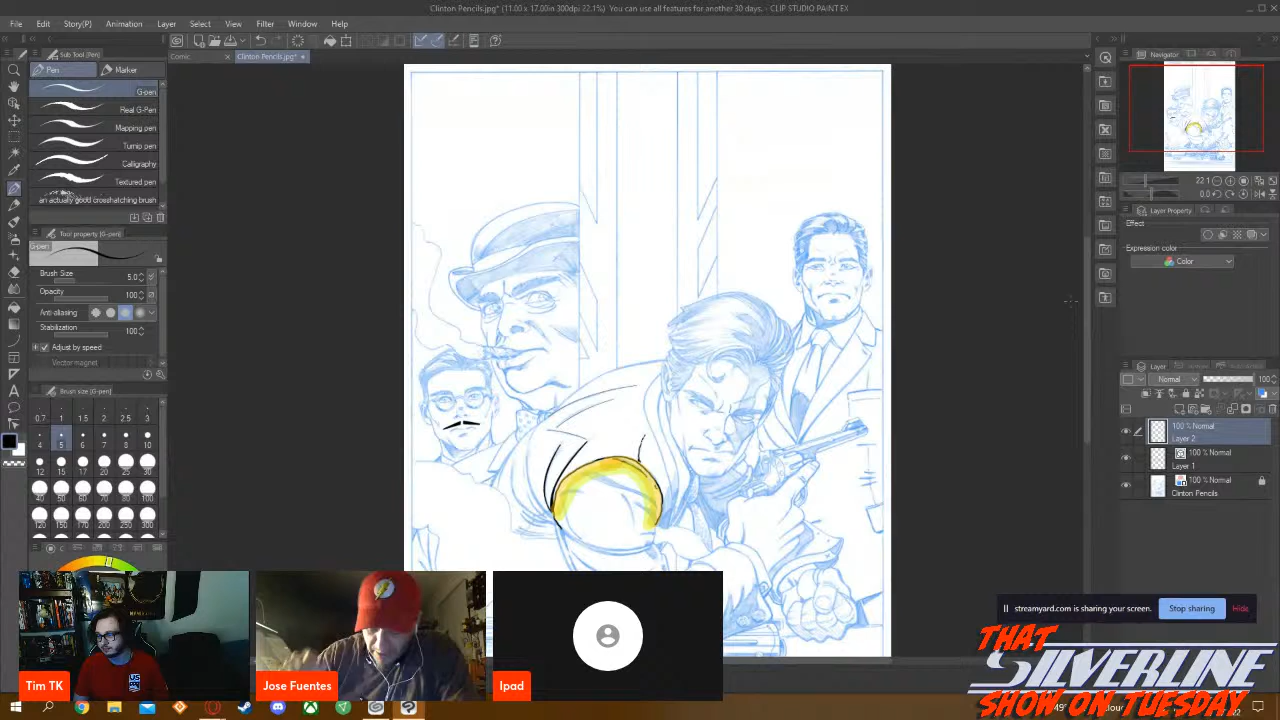 Clinton Pencils.jpg* (11.00 x 17.00in 300dpi 22.1%) You can use all features for another 30 days. - CLIP STUDIO PAINT EX
File Edit Story(P) Animation Layer Select View Filter Window Help
Sub Tool [Pen]
Comic
Clinton Pencils.jpg*
Navigator
Pen
Marker
G-pen
Real G-Pen
Mapping pen
Turnip pen
Calligraphy
Textured pen
an actually good crosshatching brush
22.1
0.0
Tool property [G-pen]
G-pen
Layer Property
Effect
Expression color
Color
Brush Size 5.0
Opacity 100
Anti-aliasing
Stabilization 100
Adjust by speed
Vector magnet
Layer
Normal 100
Brush size [G-pen]
0.7 1 1.5 2 2.5 3
4 5 6 7 8 10
12 15 17 20 25 30
40 50 60 70 80 100
120 150 170 200 250 300
100 % Normal
Layer 2
100 % Normal
Layer 1
100 % Normal
Clinton Pencils
streamyard.com is sharing your screen.
Stop sharing
Hide
Tim TK
Jose Fuentes
Ipad
THAT
SILVERLINE
SHOW ON TUESDAY